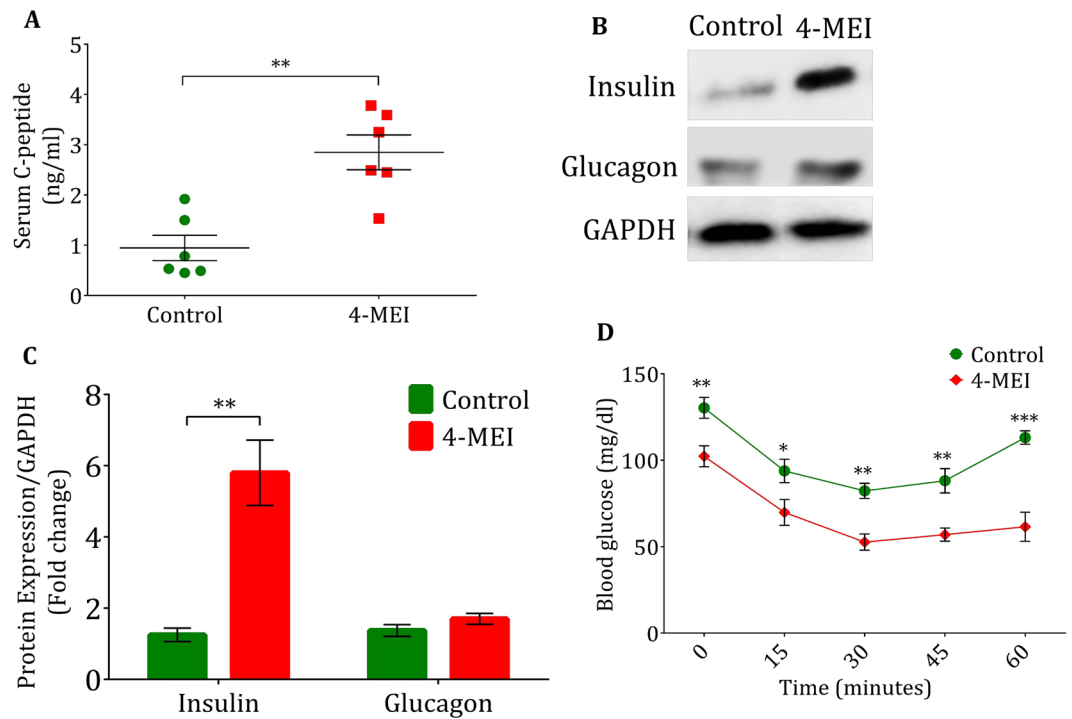 A
Serum C-peptide
(ng/ml)
5
4
3
2
1
0
**
Control
4-MEI
B
Control 4-MEI
Insulin
Glucagon
GAPDH
C
Protein Expression/GAPDH
(Fold change)
8
6
4
2
0
**
Control
4-MEI
Insulin
Glucagon
D
Control
4-MEI
Blood glucose (mg/dl)
150
100
50
0
**
*
**
**
***
0
15
30
45
60
Time (minutes)